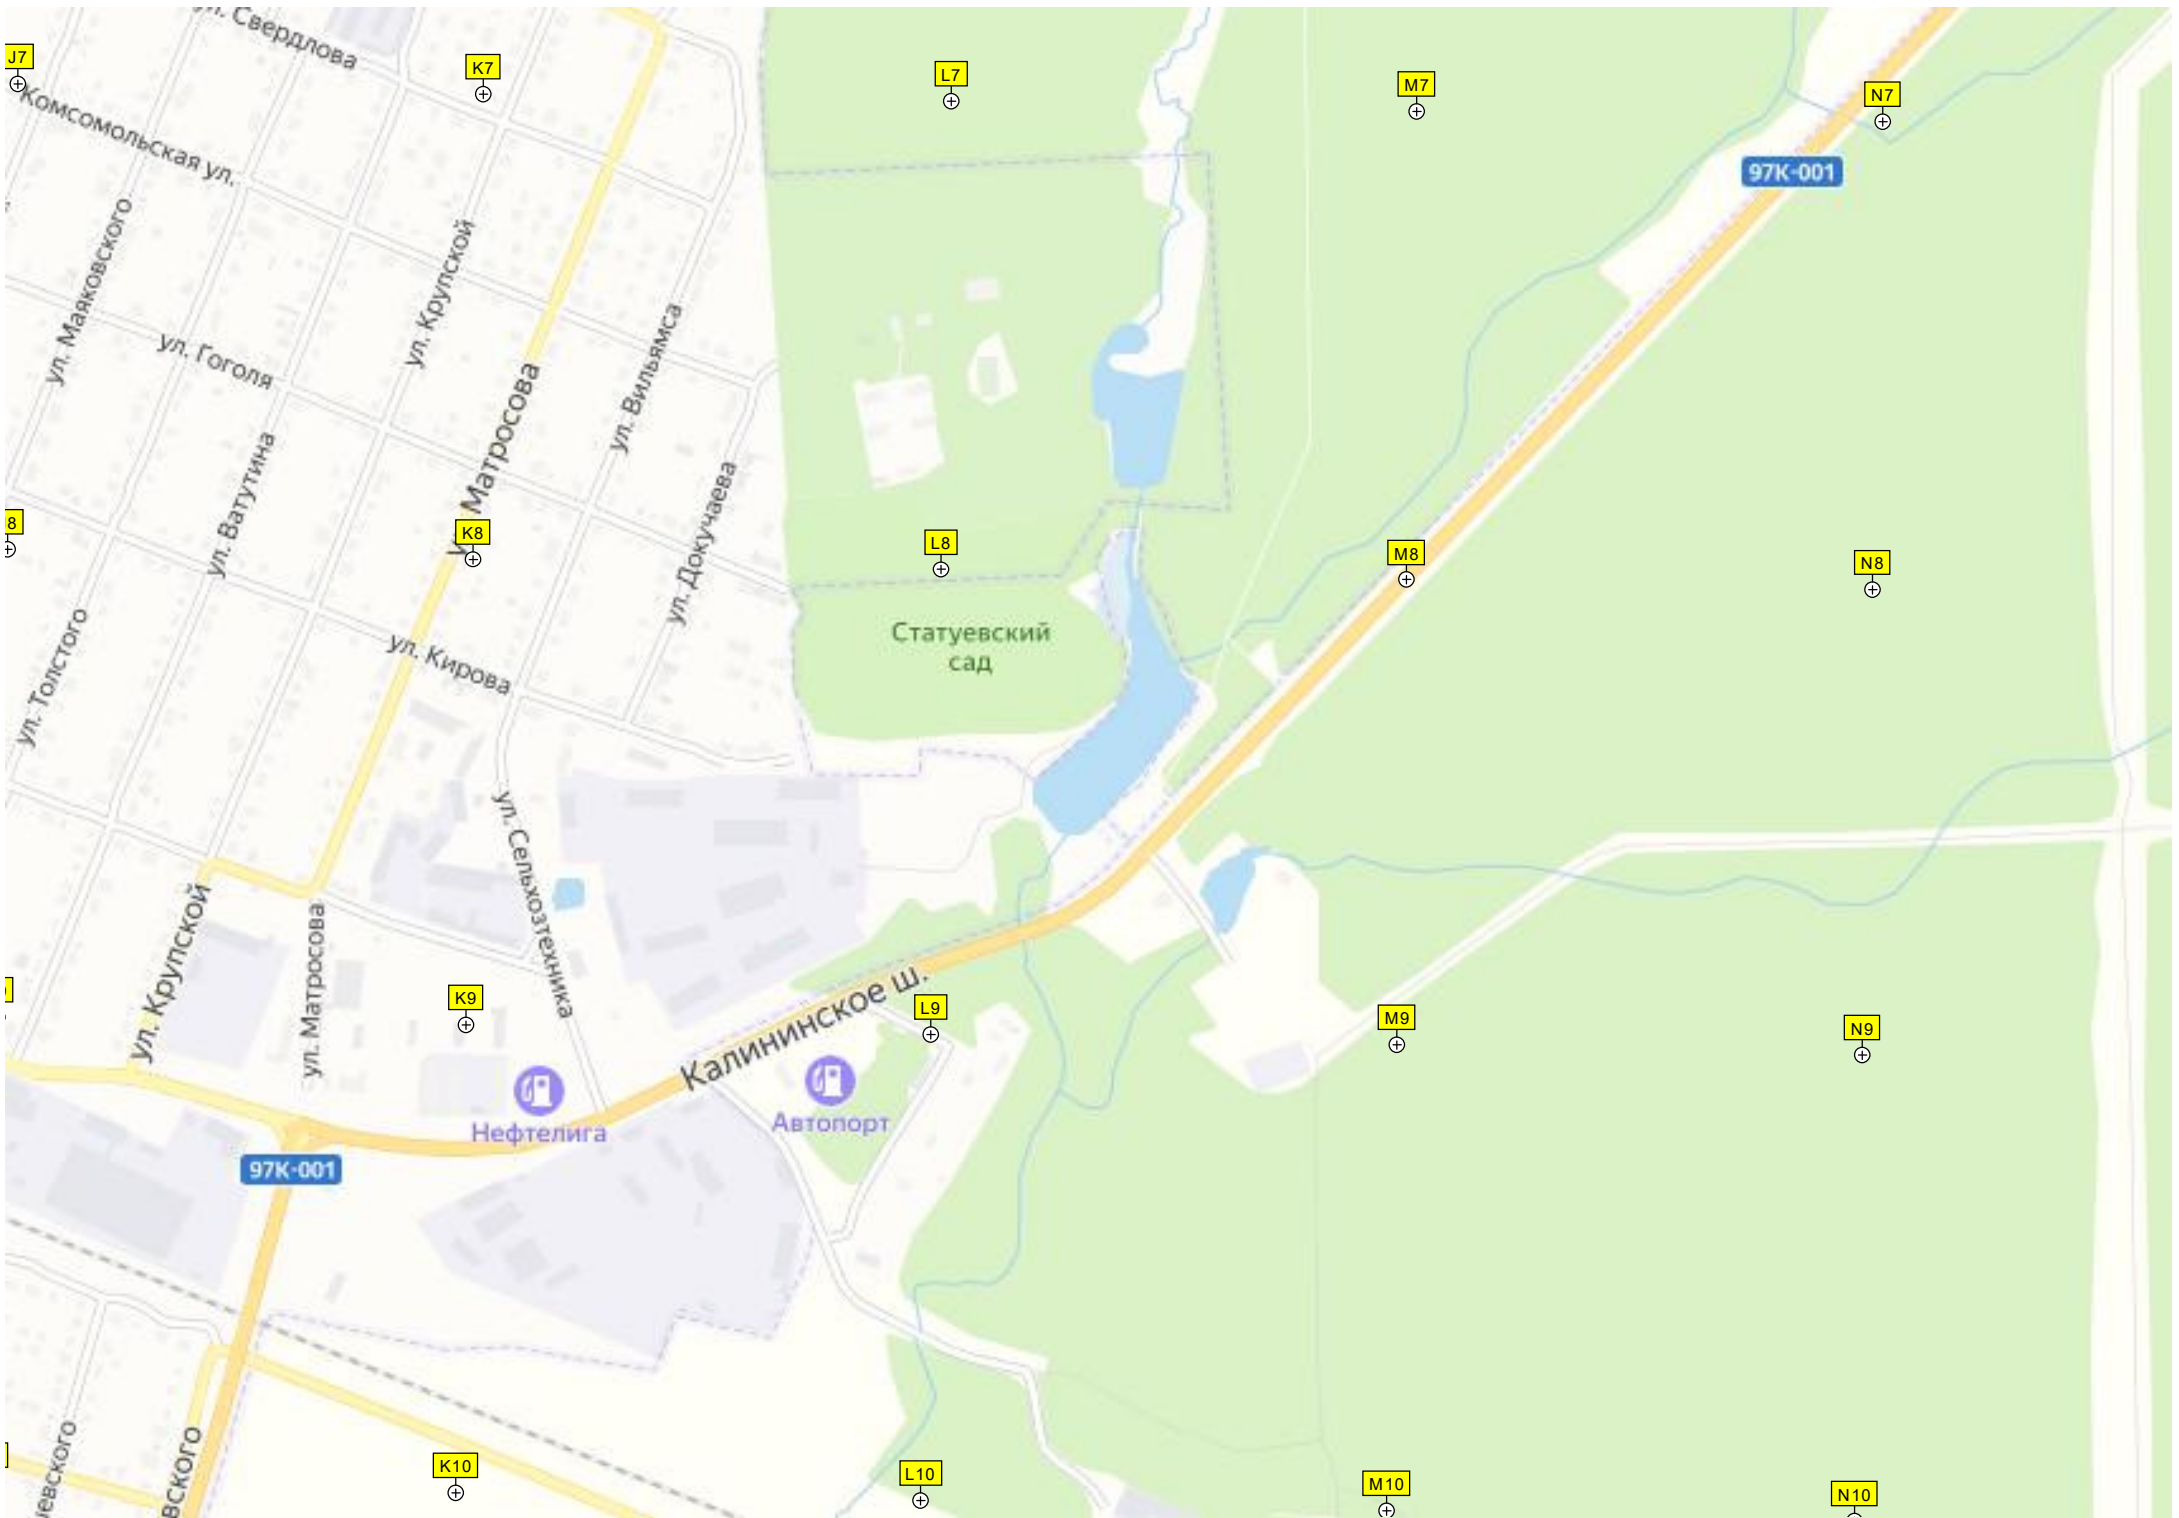 ул. Свердлова
J7
K7
L7
M7
N7
Комсомольская ул.
97К-001
ул. Маяковского
ул. Крупской
ул. Гоголя
ул. Вильямса
ул. Матросова
ул. Ватутина
ул. Докучаева
8
K8
L8
M8
N8
ул. Толстого
ул. Кирова
Статуевский
сад
ул. Сельхозтехника
ул. Крупской
ул. Матросова
K9
L9
M9
N9
Калининское ш.
Нефтелига
Автопорт
97К-001
K10
L10
M10
N10